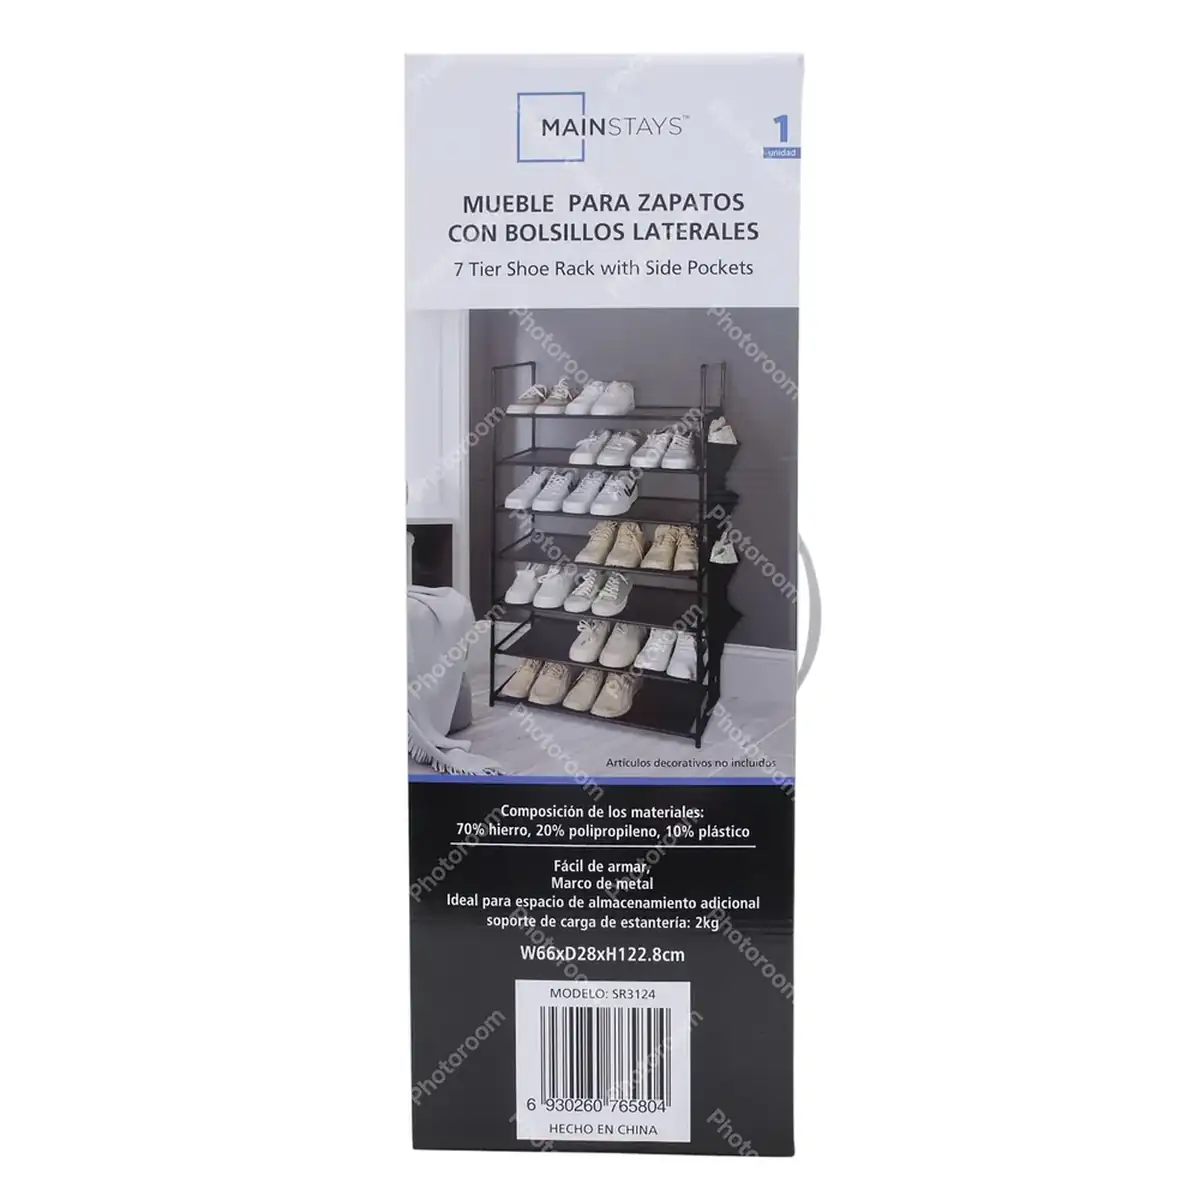 MAINSTAYS™
1
unidad
MUEBLE PARA ZAPATOS
CON BOLSILLOS LATERALES
7 Tier Shoe Rack with Side Pockets
Artículos decorativos no incluidos
Composición de los materiales:
70% hierro, 20% polipropileno, 10% plástico
Fácil de armar,
Marco de metal
Ideal para espacio de almacenamiento adicional
soporte de carga de estantería: 2kg
W66xD28xH122.8cm
MODELO: SR3124
6 930260 765804
HECHO EN CHINA
Photoroom